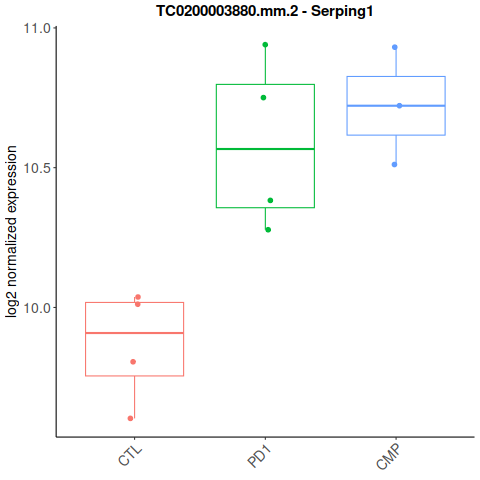 TC0200003880.mm.2 - Serping1
log2 normalized expression
11.0
10.5
10.0
CTL
PD1
CMP